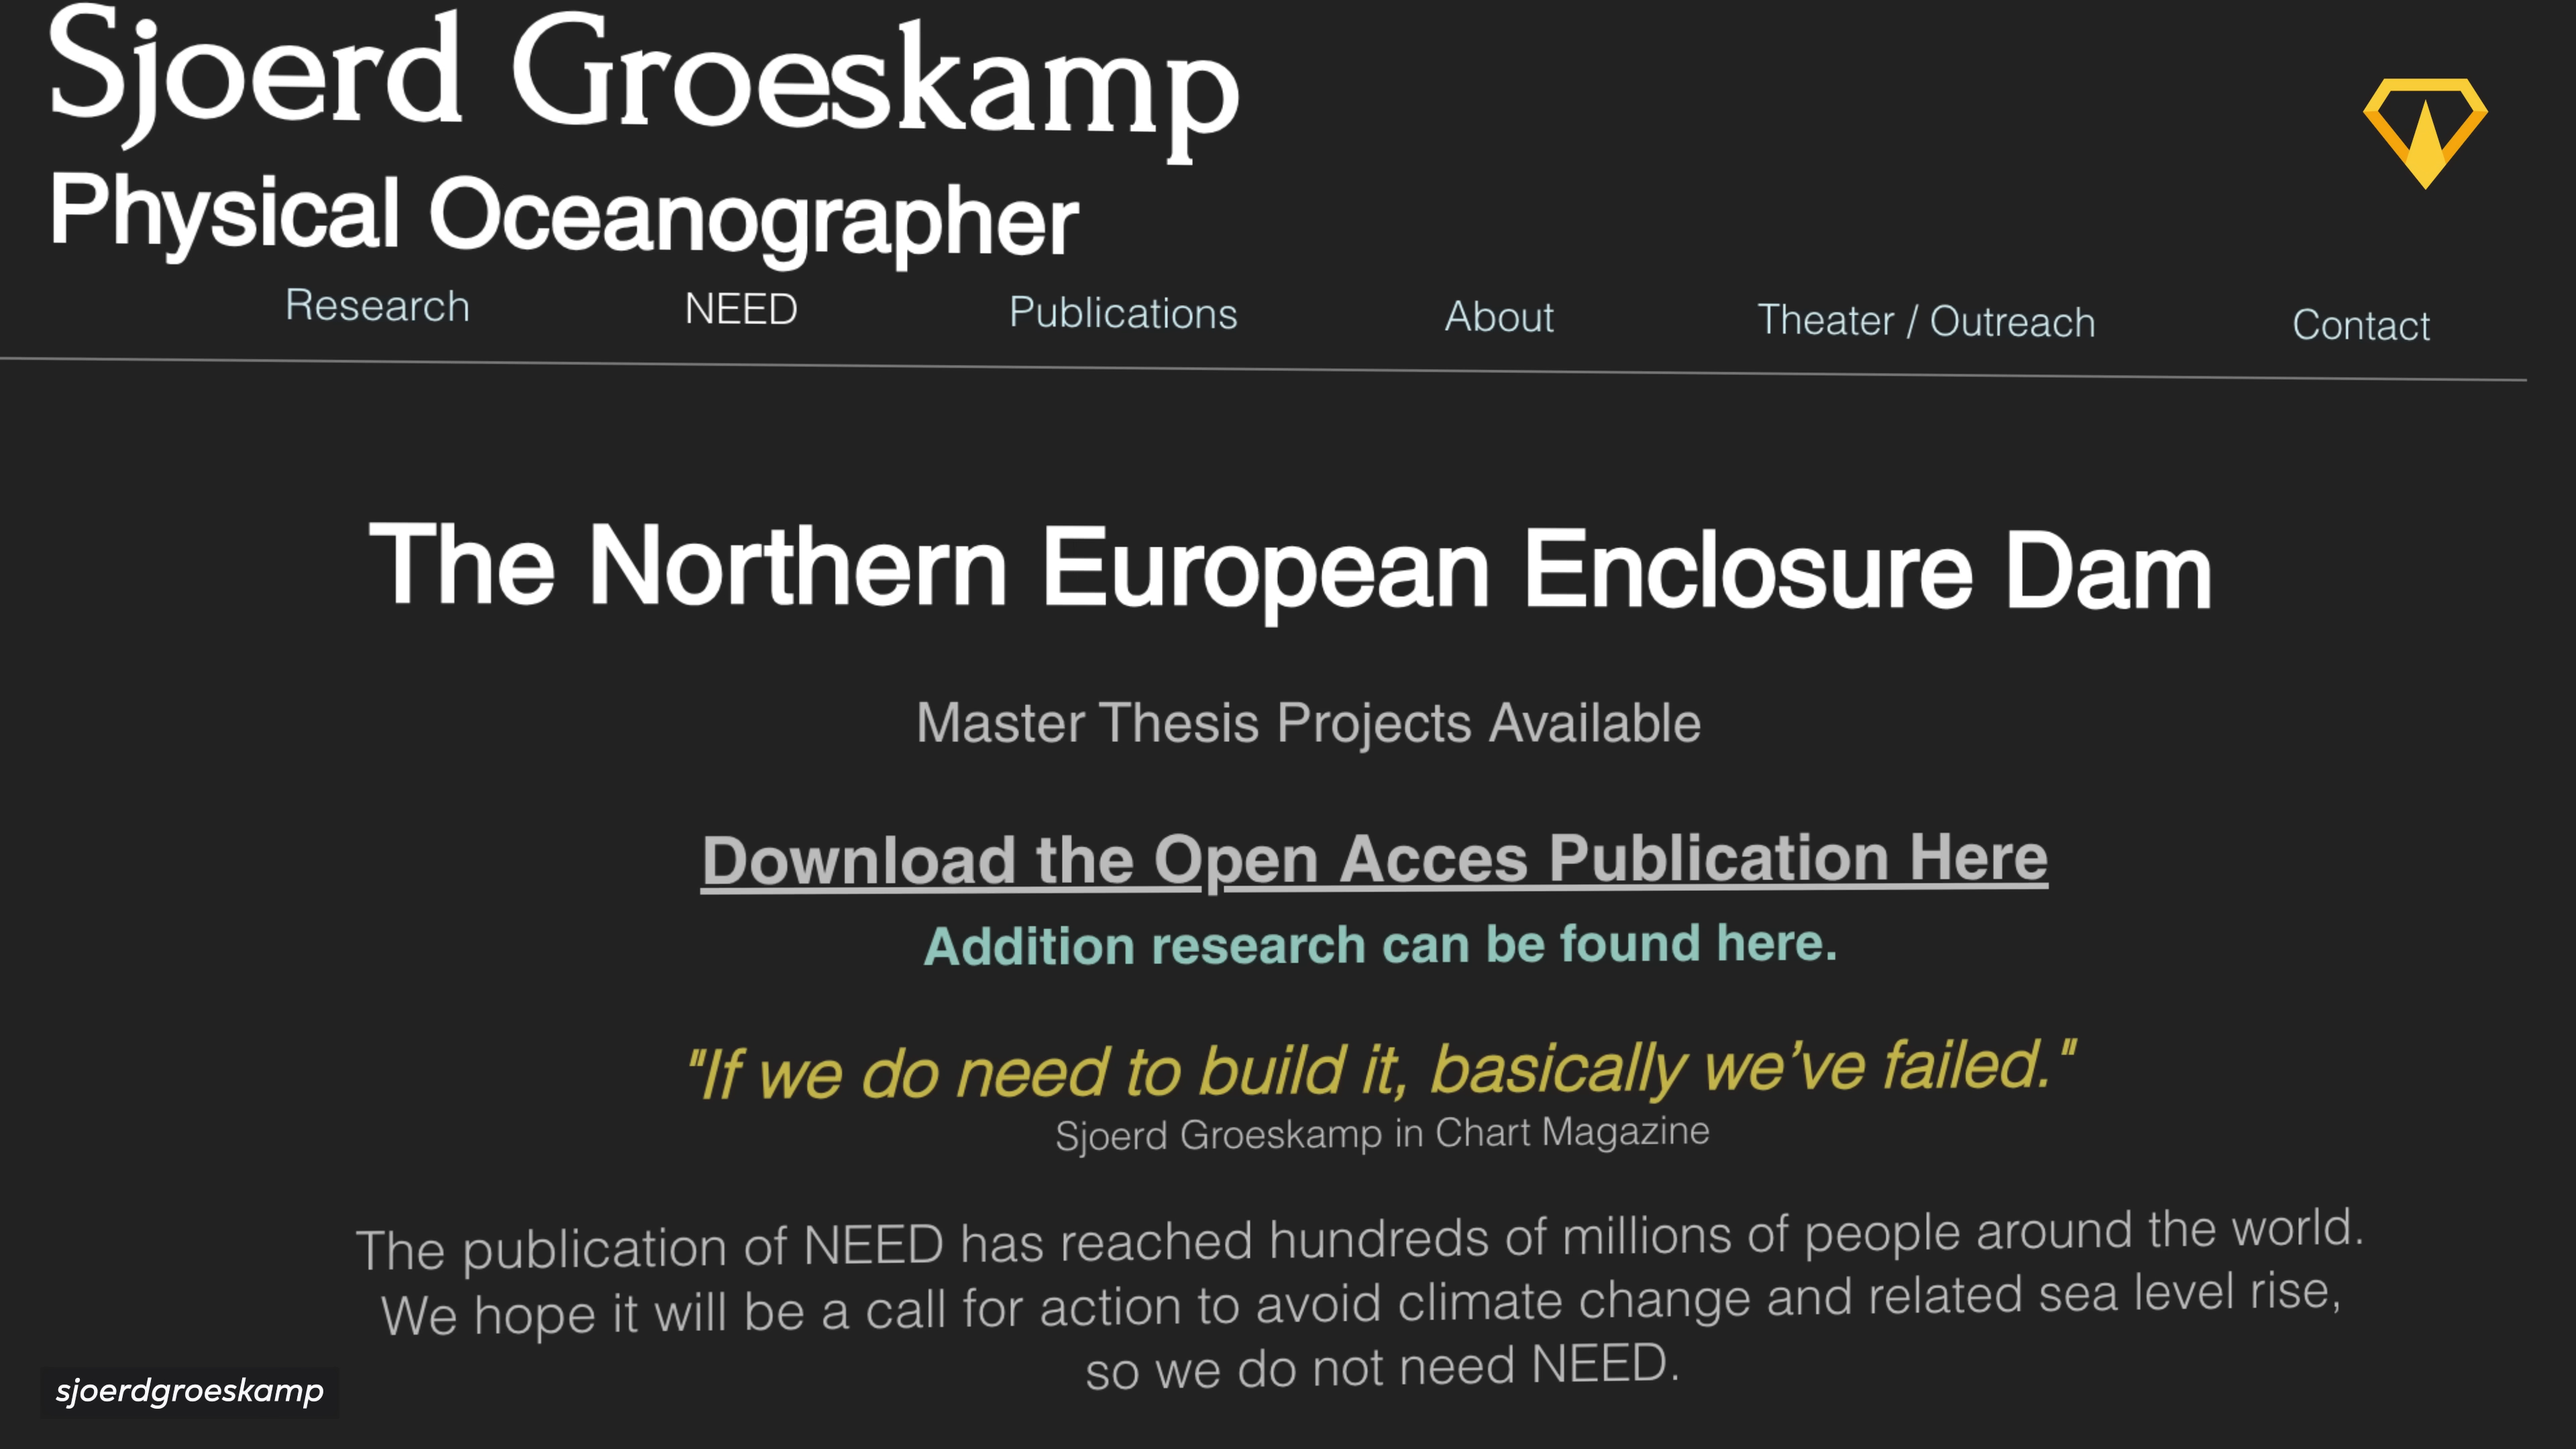 Sjoerd Groeskamp
Physical Oceanographer
Research NEED Publications About Theater / Outreach Contact
The Northern European Enclosure Dam
Master Thesis Projects Available
Download the Open Acces Publication Here
Addition research can be found here.
"If we do need to build it, basically we’ve failed."
Sjoerd Groeskamp in Chart Magazine
The publication of NEED has reached hundreds of millions of people around the world.
We hope it will be a call for action to avoid climate change and related sea level rise,
so we do not need NEED.
sjoerdgroeskamp